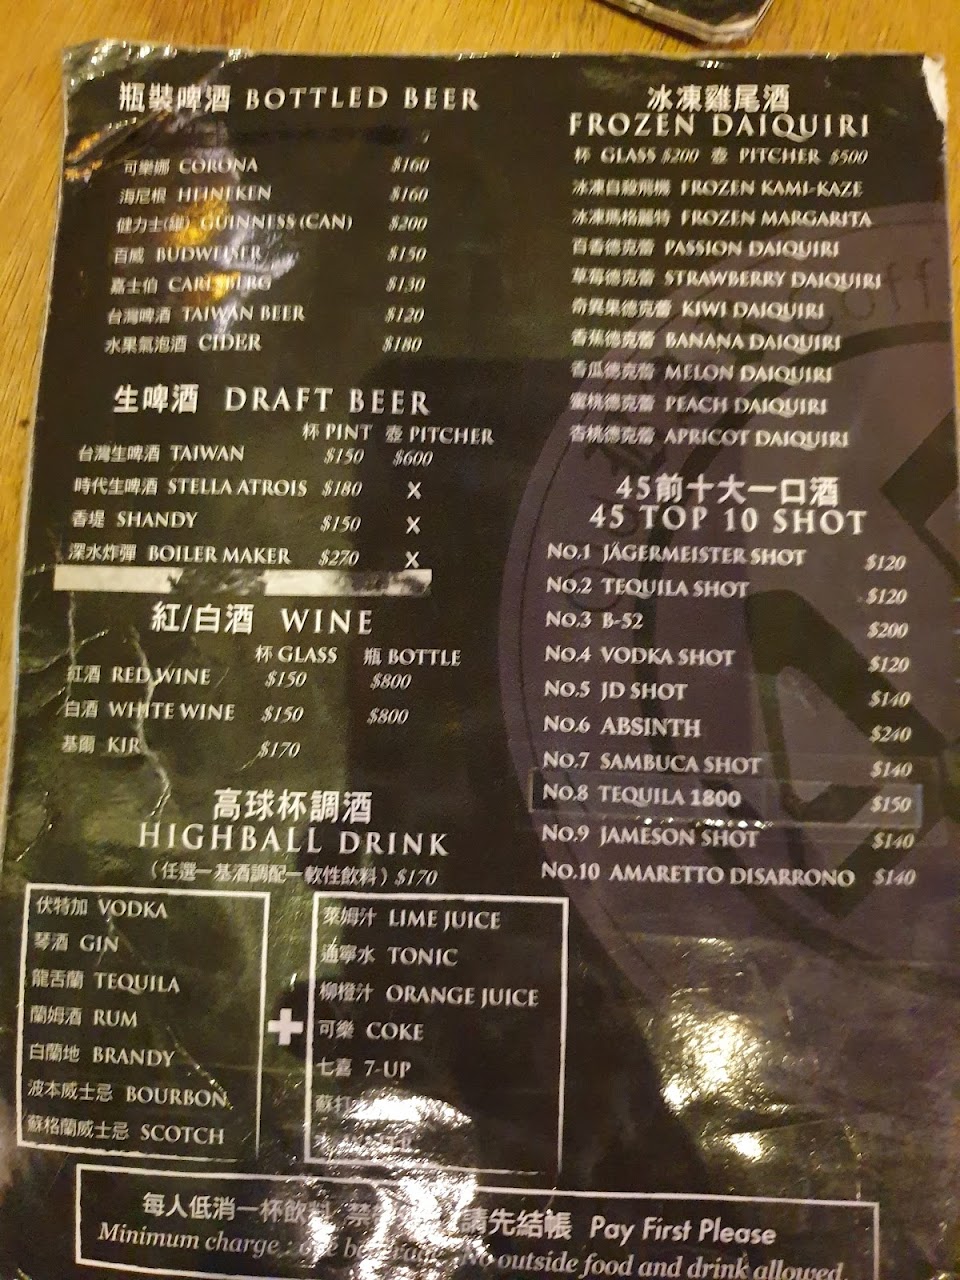 瓶裝啤酒 BOTTLED BEER
可樂娜 CORONA $160
海尼根 HEINEKEN $160
健力士(罐) GUINNESS (CAN) $200
百威 BUDWEISER $150
嘉士伯 CARLSBERG $130
台灣啤酒 TAIWAN BEER $120
水果氣泡酒 CIDER $180
生啤酒 DRAFT BEER
杯 PINT 壺 PITCHER
台灣生啤酒 TAIWAN $150 $600
時代生啤酒 STELLA ATROIS $180 X
香堤 SHANDY $150 X
深水炸彈 BOILER MAKER $270 X
紅/白酒 WINE
杯 GLASS 瓶 BOTTLE
紅酒 RED WINE $150 $800
白酒 WHITE WINE $150 $800
基爾 KIR $170
高球杯調酒
HIGHBALL DRINK
(任選一基酒調配一軟性飲料) $170
伏特加 VODKA
琴酒 GIN
龍舌蘭 TEQUILA
蘭姆酒 RUM
白蘭地 BRANDY
波本威士忌 BOURBON
蘇格蘭威士忌 SCOTCH
+
萊姆汁 LIME JUICE
通寧水 TONIC
柳橙汁 ORANGE JUICE
可樂 COKE
七喜 7-UP
蘇打
冰凍雞尾酒
FROZEN DAIQUIRI
杯 GLASS $200 壺 PITCHER $500
冰凍自殺飛機 FROZEN KAMI-KAZE
冰凍瑪格麗特 FROZEN MARGARITA
百香德克蕾 PASSION DAIQUIRI
草莓德克蕾 STRAWBERRY DAIQUIRI
奇異果德克蕾 KIWI DAIQUIRI
香蕉德克蕾 BANANA DAIQUIRI
香瓜德克蕾 MELON DAIQUIRI
蜜桃德克蕾 PEACH DAIQUIRI
杏桃德克蕾 APRICOT DAIQUIRI
45前十大一口酒
45 TOP 10 SHOT
NO.1 JÄGERMEISTER SHOT $120
NO.2 TEQUILA SHOT $120
NO.3 B-52 $200
NO.4 VODKA SHOT $120
NO.5 JD SHOT $140
NO.6 ABSINTH $240
NO.7 SAMBUCA SHOT $140
NO.8 TEQUILA 1800 $150
NO.9 JAMESON SHOT $140
NO.10 AMARETTO DISARRONO $140
每人低消一杯飲料 禁 請先結帳 Pay First Please
Minimum charge : one beverage No outside food and drink allowed